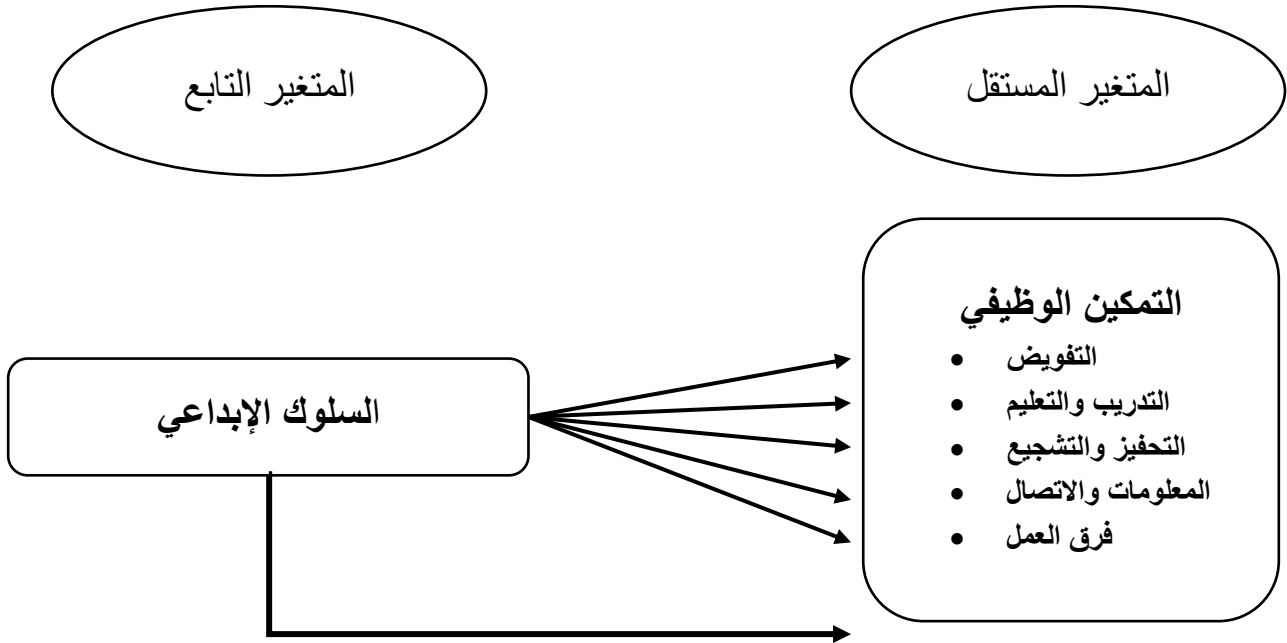 المتغير المستقل
المتغير التابع
التمكين الوظيفي
• التفويض
• التدريب والتعليم
• التحفيز والتشجيع
• المعلومات والاتصال
• فرق العمل
السلوك الإبداعي